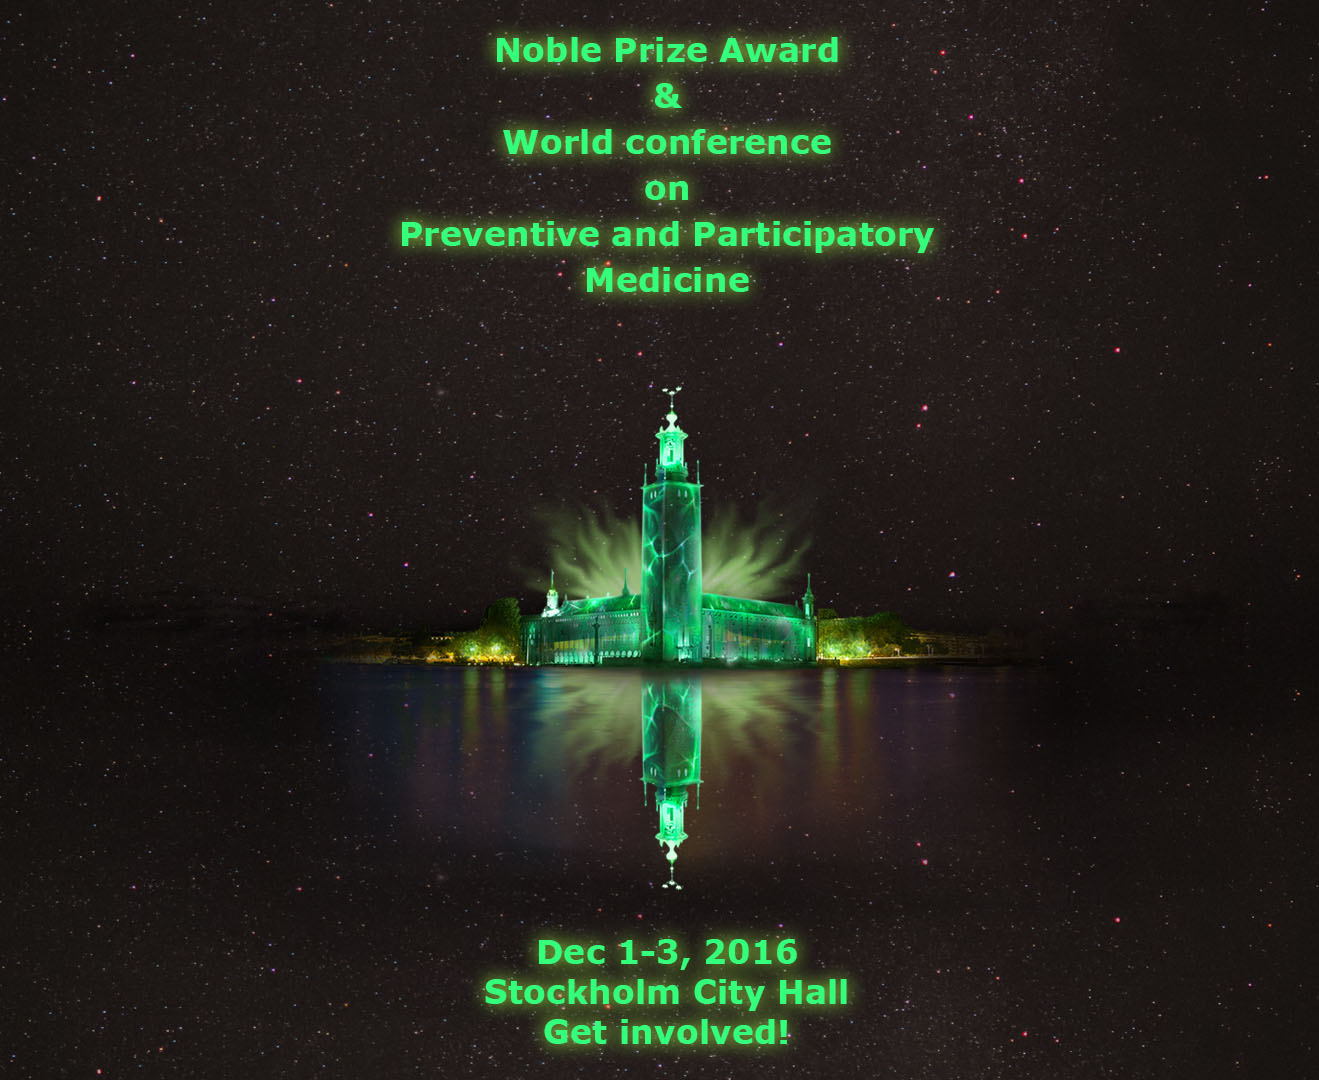 Noble Prize Award
&
World conference
on
Preventive and Participatory
Medicine
Dec 1-3, 2016
Stockholm City Hall
Get involved!